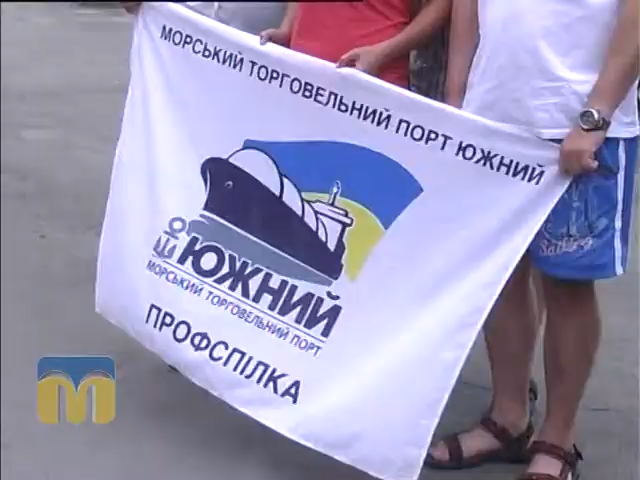 МОРСЬКИЙ ТОРГОВЕЛЬНИЙ ПОРТ ЮЖНИЙ
ЮЖНИЙ
МОРСЬКИЙ ТОРГОВЕЛЬНИЙ ПОРТ
ПРОФСПІЛКА
М